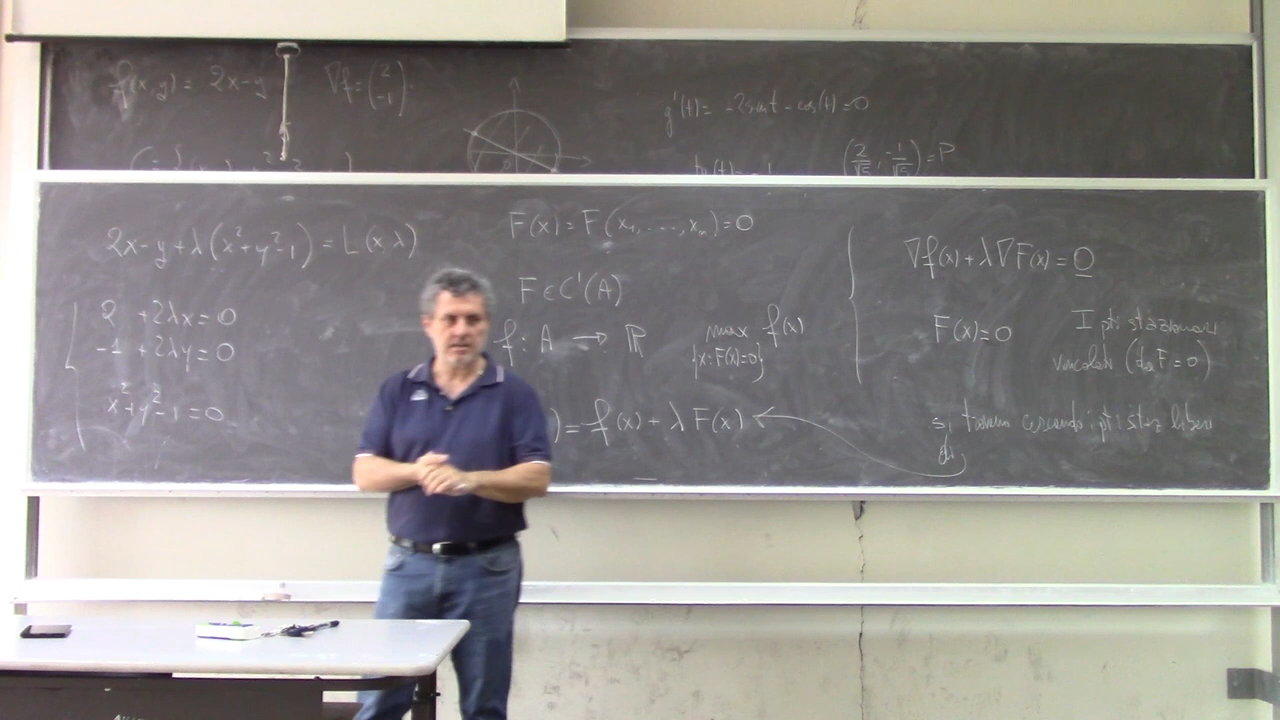 f(x,y) = 2x-y
∇f = (2 -1)
g'(t) = -2sint - cos(t) = 0
(2/√5, -1/√5) = P
2x-y+λ(x²+y²-1) = L(x,λ)
2 + 2λx = 0
-1 + 2λy = 0
x²+y²-1 = 0
F(x) = F(x₁, ..., xₙ) = 0
F ∈ C¹(A)
f : A → ℝ
max f(x)
{x: F(x)=0}
) = f(x) + λF(x)
∇f(x) + λ∇F(x) = 0
F(x) = 0
I pti stazionari
vincolati (da F=0)
si trovano cercando i pti staz liberi
di